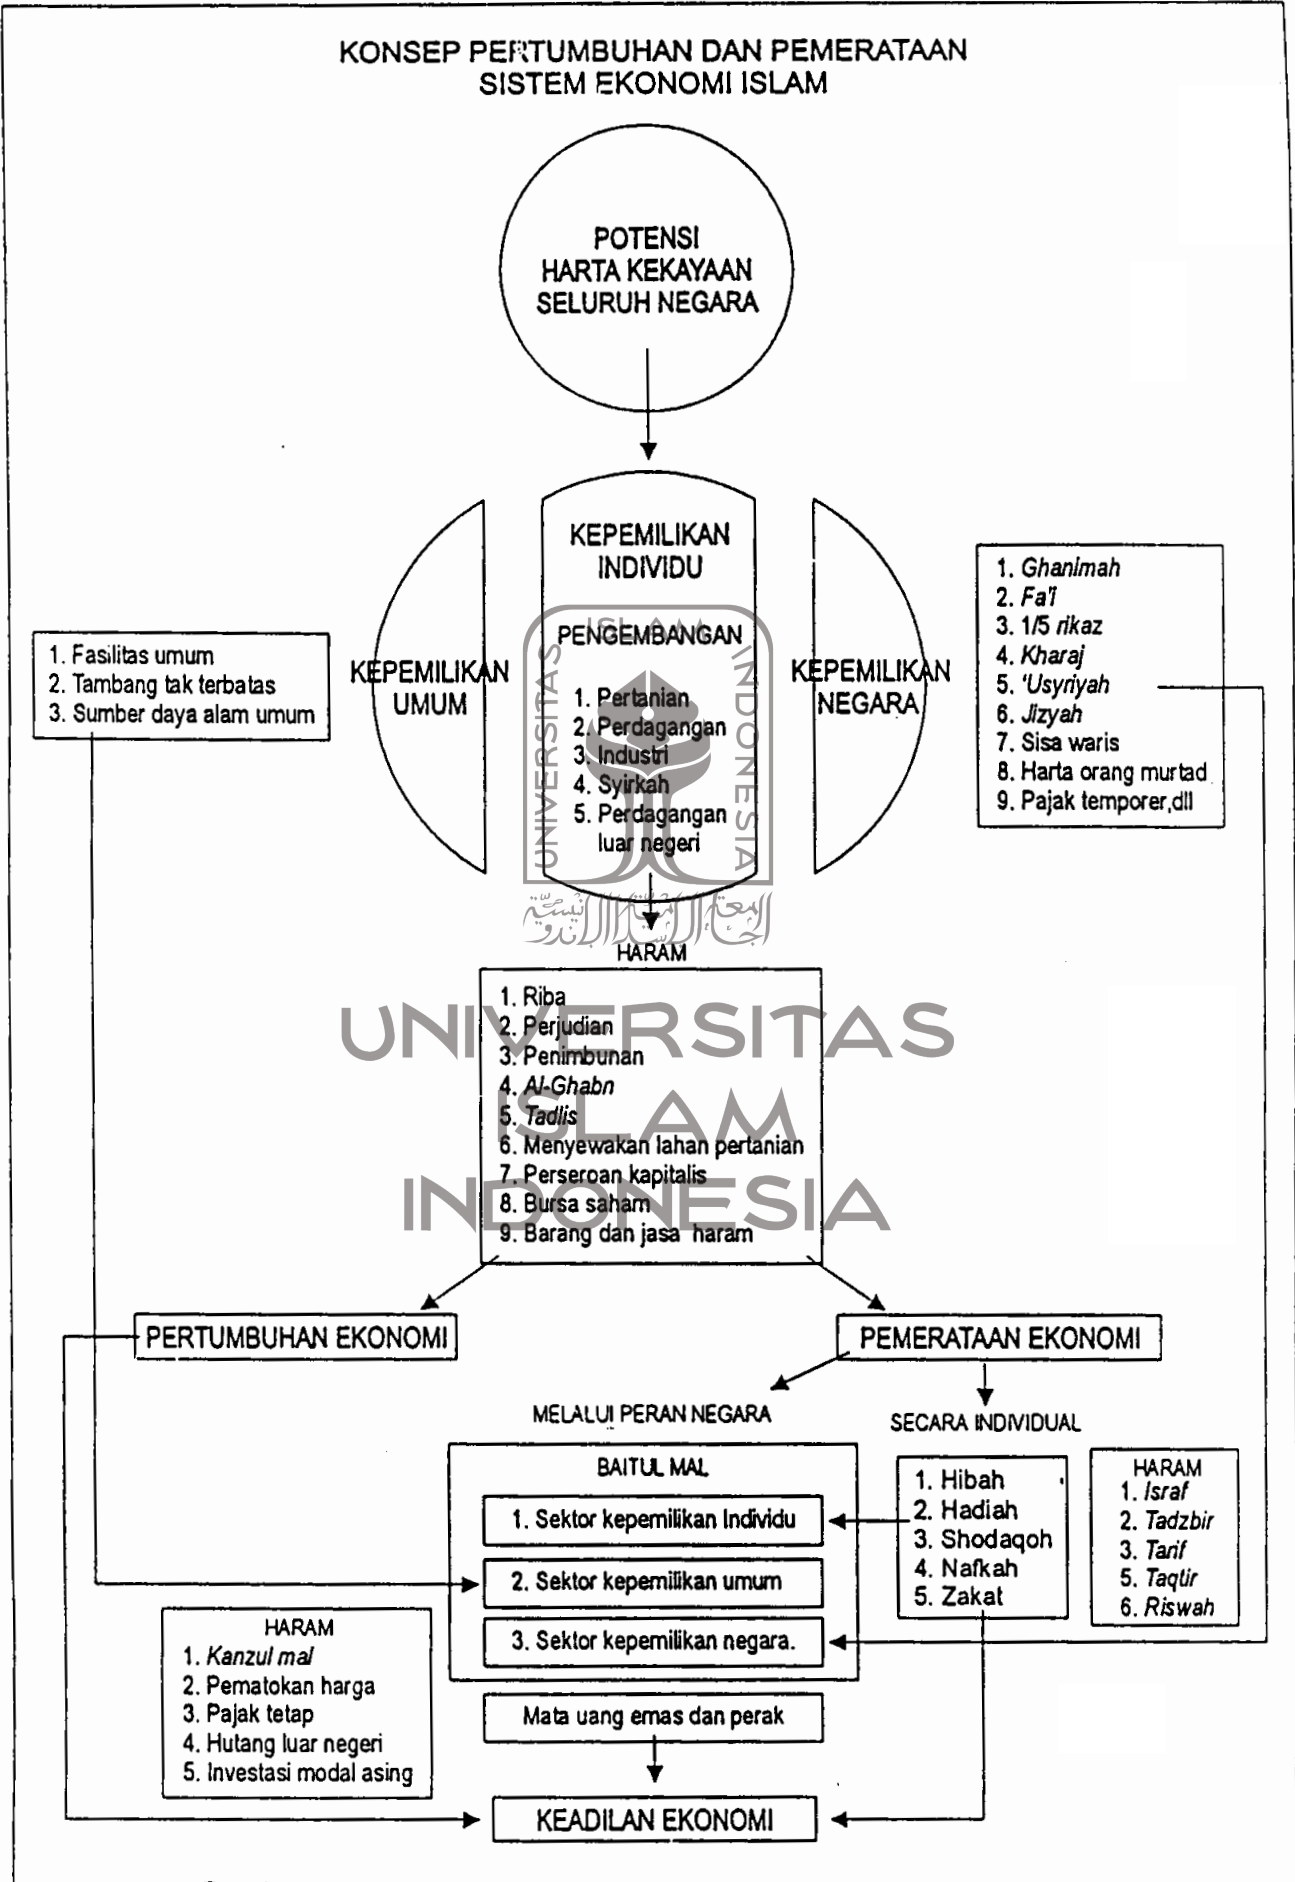 KONSEP PERTUMBUHAN DAN PEMERATAAN
SISTEM EKONOMI ISLAM
POTENSI
HARTA KEKAYAAN
SELURUH NEGARA
KEPEMILIKAN
INDIVIDU
PENGEMBANGAN
1. Pertanian
2. Perdagangan
3. Industri
4. Syirkah
5. Perdagangan
luar negeri
KEPEMILIKAN
UMUM
KEPEMILIKAN
NEGARA
1. Fasilitas umum
2. Tambang tak terbatas
3. Sumber daya alam umum
1. Ghanimah
2. Fa'i
3. 1/5 rikaz
4. Kharaj
5. 'Usyriyah
6. Jizyah
7. Sisa waris
8. Harta orang murtad
9. Pajak temporer,dll
ISLAM
UNIVERSITAS
INDONESIA
HARAM
1. Riba
2. Perjudian
3. Penimbunan
4. Al-Ghabn
5. Tadlis
6. Menyewakan lahan pertanian
7. Perseroan kapitalis
8. Bursa saham
9. Barang dan jasa haram
UNIVERSITAS
ISLAM
INDONESIA
PERTUMBUHAN EKONOMI
PEMERATAAN EKONOMI
MELALUI PERAN NEGARA
SECARA INDIVIDUAL
BAITUL MAL
1. Sektor kepemilikan Individu
2. Sektor kepemilikan umum
3. Sektor kepemilikan negara.
1. Hibah
2. Hadiah
3. Shodaqoh
4. Nafkah
5. Zakat
HARAM
1. Israf
2. Tadzbir
3. Tarif
5. Taqtir
6. Riswah
HARAM
1. Kanzul mal
2. Pematokan harga
3. Pajak tetap
4. Hutang luar negeri
5. Investasi modal asing
Mata uang emas dan perak
KEADILAN EKONOMI